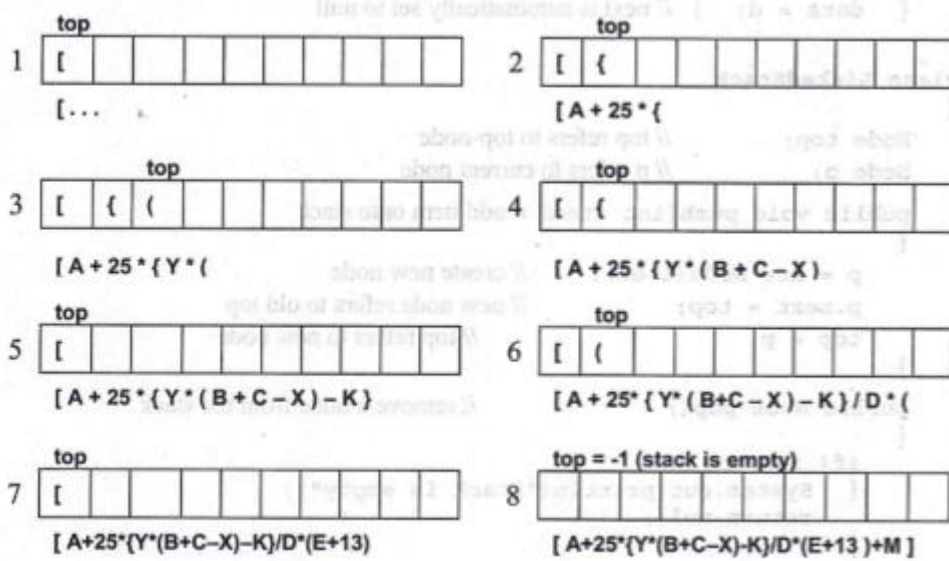 top
1 [
[...
top
2 [ {
[ A + 25 * {
top
3 [ { (
[ A + 25 * { Y * (
top
4 [ {
[ A + 25 * { Y * ( B + C – X )
top
5 [
[ A + 25 * { Y * ( B + C – X ) – K }
top
6 [ (
[ A + 25* { Y* ( B+C – X ) – K } / D * (
top
7 [
[ A+25*{Y*(B+C–X)–K}/D*(E+13)
top = -1 (stack is empty)
8
[ A+25*{Y*(B+C–X)-K}/D*(E+13 )+M ]